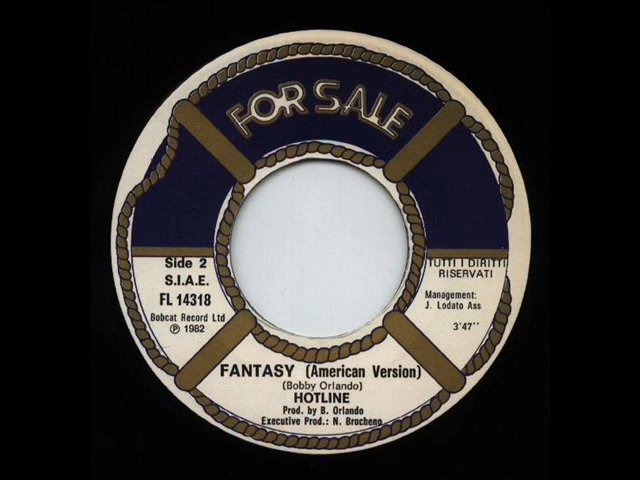 FOR SALE
Side 2
S.I.A.E.
FL 14318
Bobcat Record Ltd
℗ 1982
TUTTI I DIRITTI
RISERVATI
Management:
J. Lodato Ass
3'47''
FANTASY (American Version)
(Bobby Orlando)
HOTLINE
Prod. by B. Orlando
Executive Prod.: N. Brocheno